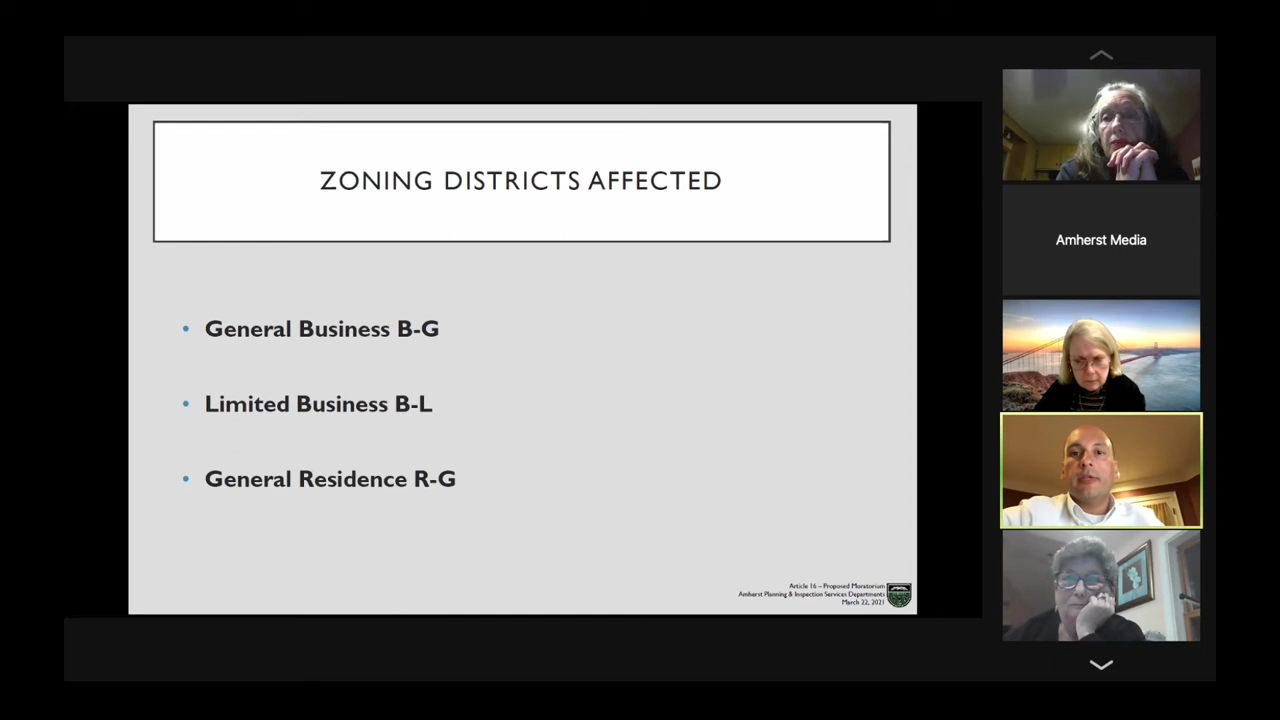 ZONING DISTRICTS AFFECTED
• General Business B-G
• Limited Business B-L
• General Residence R-G
Article 16 – Proposed Moratorium
Amherst Planning & Inspection Services Departments
March 22, 2021
Amherst Media